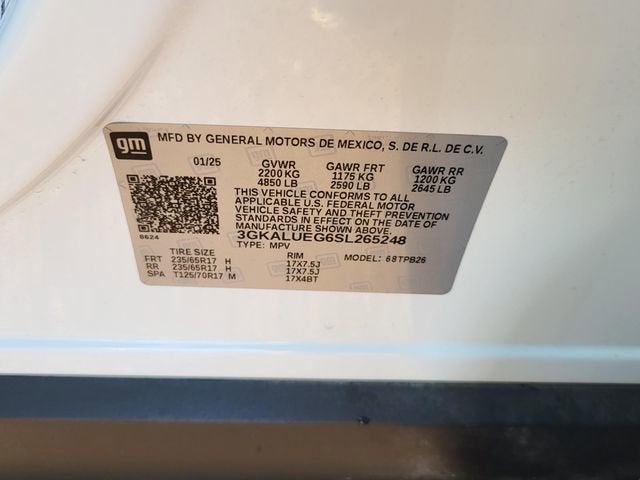 gm MFD BY GENERAL MOTORS DE MEXICO, S. DE R.L. DE C.V.
01/25 GVWR GAWR FRT GAWR RR
2200 KG 1175 KG 1200 KG
4850 LB 2590 LB 2645 LB
THIS VEHICLE CONFORMS TO ALL
APPLICABLE U.S. FEDERAL MOTOR
VEHICLE SAFETY AND THEFT PREVENTION
STANDARDS IN EFFECT ON THE DATE OF
MANUFACTURE SHOWN ABOVE.
8624 3GKALUEG6SL265248
TYPE: MPV MODEL: 68TPB26
TIRE SIZE RIM
FRT 235/65R17 H 17X7.5J
RR 235/65R17 H 17X7.5J
SPA T125/70R17 M 17X4BT